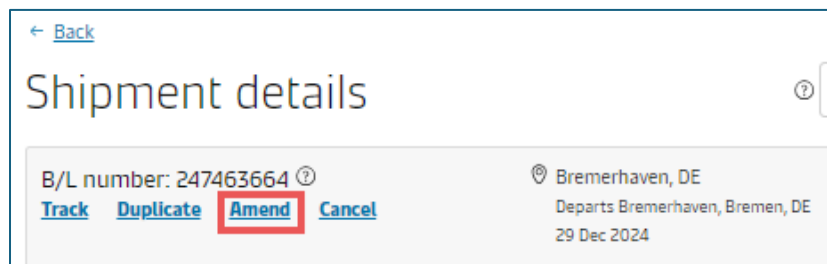 ← Back
Shipment details
B/L number: 247463664
Track Duplicate Amend Cancel
Bremerhaven, DE
Departs Bremerhaven, Bremen, DE
29 Dec 2024